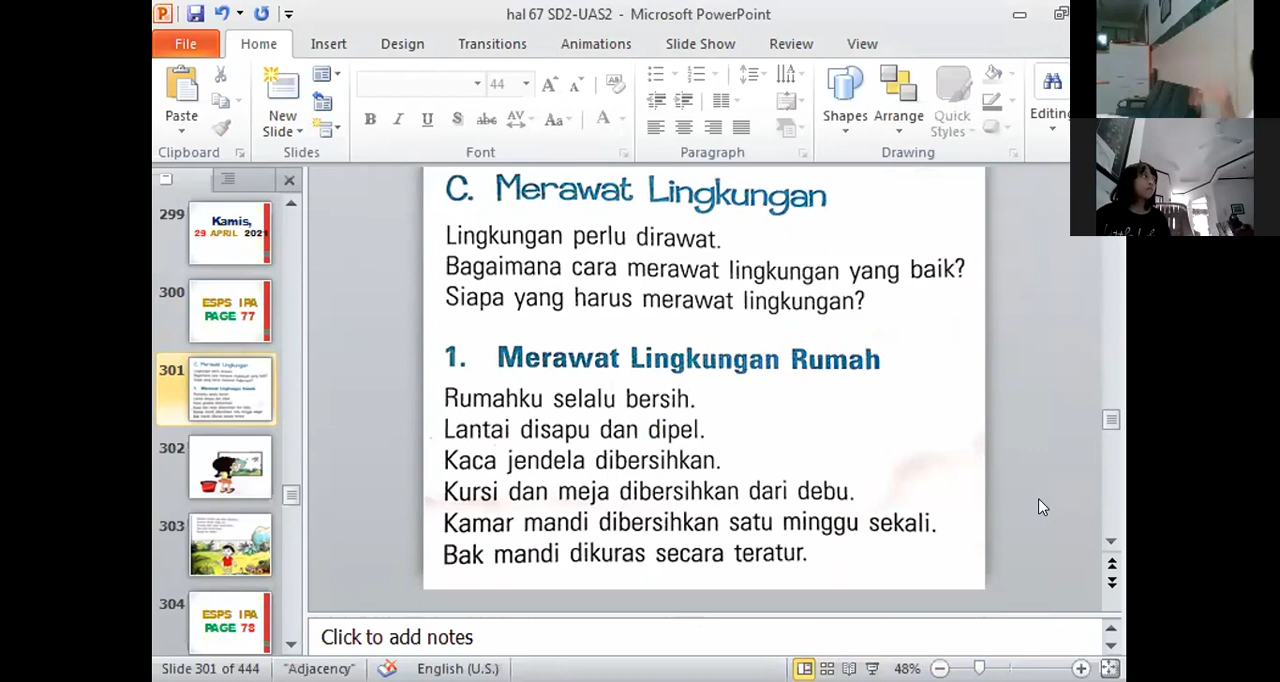 hal 67 SD2-UAS2 - Microsoft PowerPoint
File Home Insert Design Transitions Animations Slide Show Review View
44
Paste
New
Slide
Shapes Arrange Quick
Styles
Editing
Clipboard Slides Font Paragraph Drawing
299
Kamis,
29 APRIL 2021
300
ESPS IPA
PAGE 77
301
302
303
304
ESPS IPA
PAGE 78
C. Merawat Lingkungan
Lingkungan perlu dirawat.
Bagaimana cara merawat lingkungan yang baik?
Siapa yang harus merawat lingkungan?
1. Merawat Lingkungan Rumah
Rumahku selalu bersih.
Lantai disapu dan dipel.
Kaca jendela dibersihkan.
Kursi dan meja dibersihkan dari debu.
Kamar mandi dibersihkan satu minggu sekali.
Bak mandi dikuras secara teratur.
Click to add notes
Slide 301 of 444 "Adjacency" English (U.S.) 48%